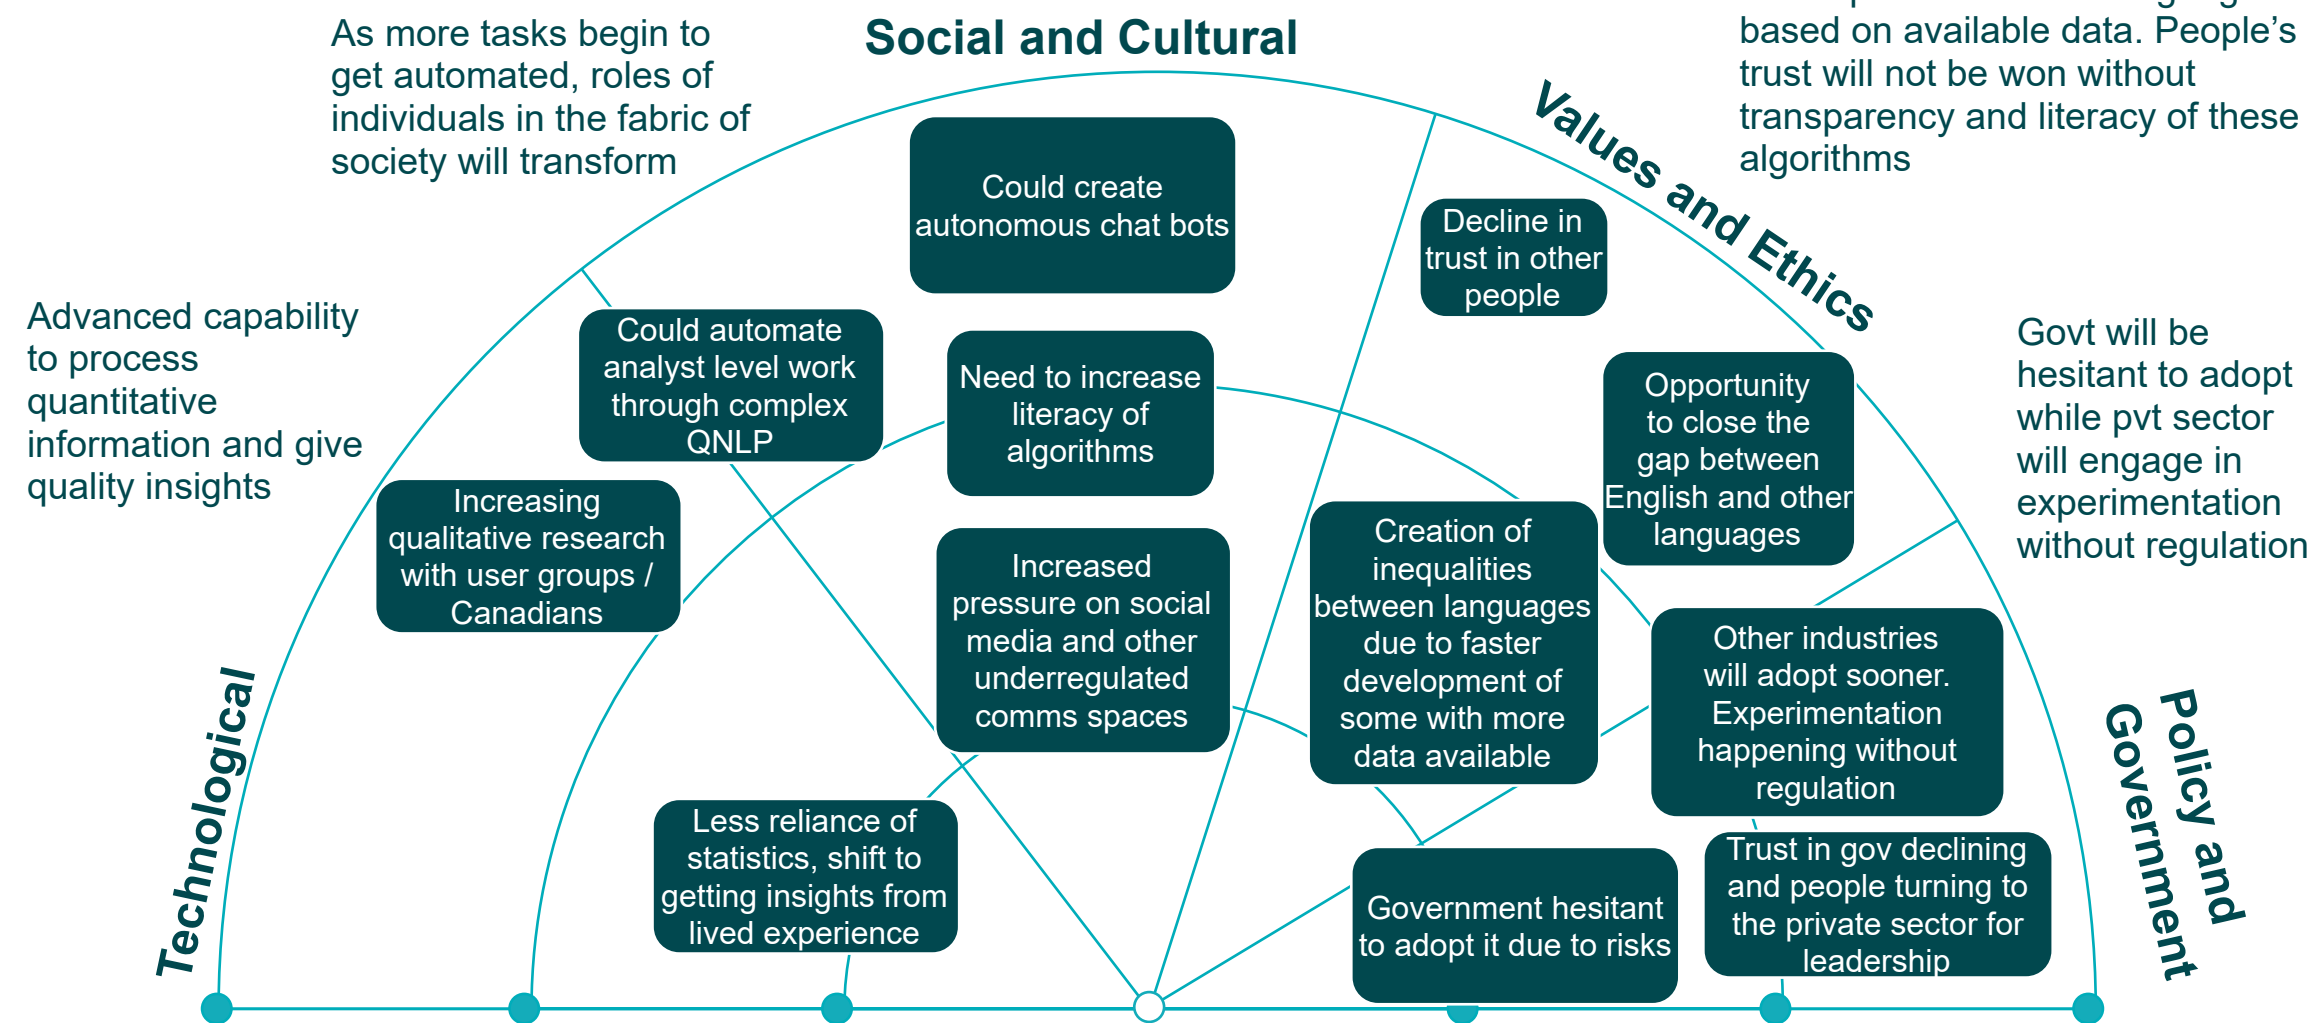 As more tasks begin to
get automated, roles of
individuals in the fabric of
society will transform
Social and Cultural
based on available data. People’s
trust will not be won without
transparency and literacy of these
algorithms
Values and Ethics
Could create
autonomous chat bots
Decline in
trust in other
people
Advanced capability
to process
quantitative
information and give
quality insights
Could automate
analyst level work
through complex
QNLP
Need to increase
literacy of
algorithms
Opportunity
to close the
gap between
English and other
languages
Govt will be
hesitant to adopt
while pvt sector
will engage in
experimentation
without regulation
Increasing
qualitative research
with user groups /
Canadians
Increased
pressure on social
media and other
underregulated
comms spaces
Creation of
inequalities
between languages
due to faster
development of
some with more
data available
Other industries
will adopt sooner.
Experimentation
happening without
regulation
Technological
Less reliance of
statistics, shift to
getting insights from
lived experience
Government hesitant
to adopt it due to risks
Trust in gov declining
and people turning to
the private sector for
leadership
Policy and
Government